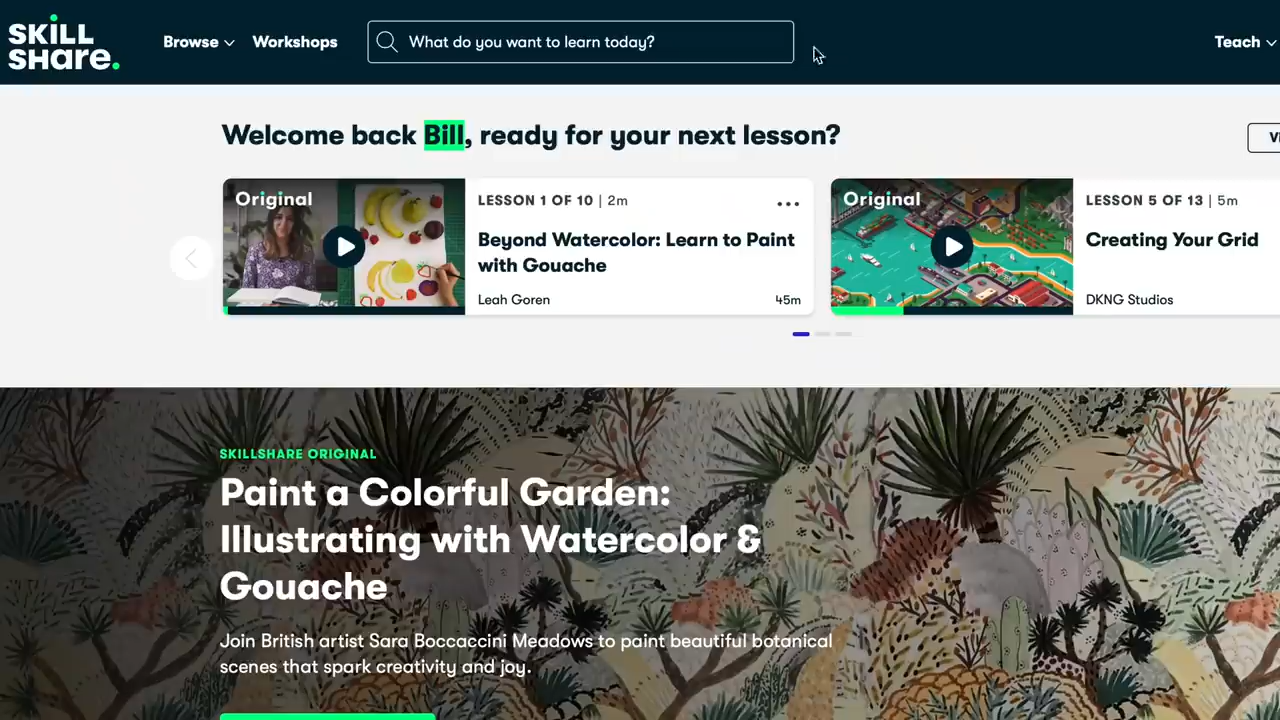 SKILL
SHARE.
Browse
Workshops
What do you want to learn today?
Teach
Welcome back Bill, ready for your next lesson?
Original
LESSON 1 OF 10 | 2m
Beyond Watercolor: Learn to Paint
with Gouache
Leah Goren
45m
Original
LESSON 5 OF 13 | 5m
Creating Your Grid
DKNG Studios
SKILLSHARE ORIGINAL
Paint a Colorful Garden:
Illustrating with Watercolor &
Gouache
Join British artist Sara Boccaccini Meadows to paint beautiful botanical
scenes that spark creativity and joy.